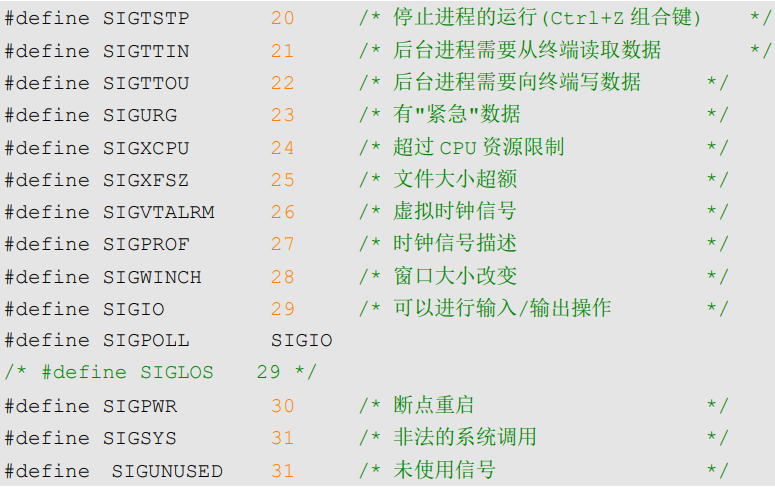 #define SIGTSTP 20 /* 停止进程的运行(Ctrl+Z 组合键) */
#define SIGTTIN 21 /* 后台进程需要从终端读取数据 */
#define SIGTTOU 22 /* 后台进程需要向终端写数据 */
#define SIGURG 23 /* 有"紧急"数据 */
#define SIGXCPU 24 /* 超过 CPU 资源限制 */
#define SIGXFSZ 25 /* 文件大小超额 */
#define SIGVTALRM 26 /* 虚拟时钟信号 */
#define SIGPROF 27 /* 时钟信号描述 */
#define SIGWINCH 28 /* 窗口大小改变 */
#define SIGIO 29 /* 可以进行输入/输出操作 */
#define SIGPOLL SIGIO
/* #define SIGLOS 29 */
#define SIGPWR 30 /* 断点重启 */
#define SIGSYS 31 /* 非法的系统调用 */
#define SIGUNUSED 31 /* 未使用信号 */